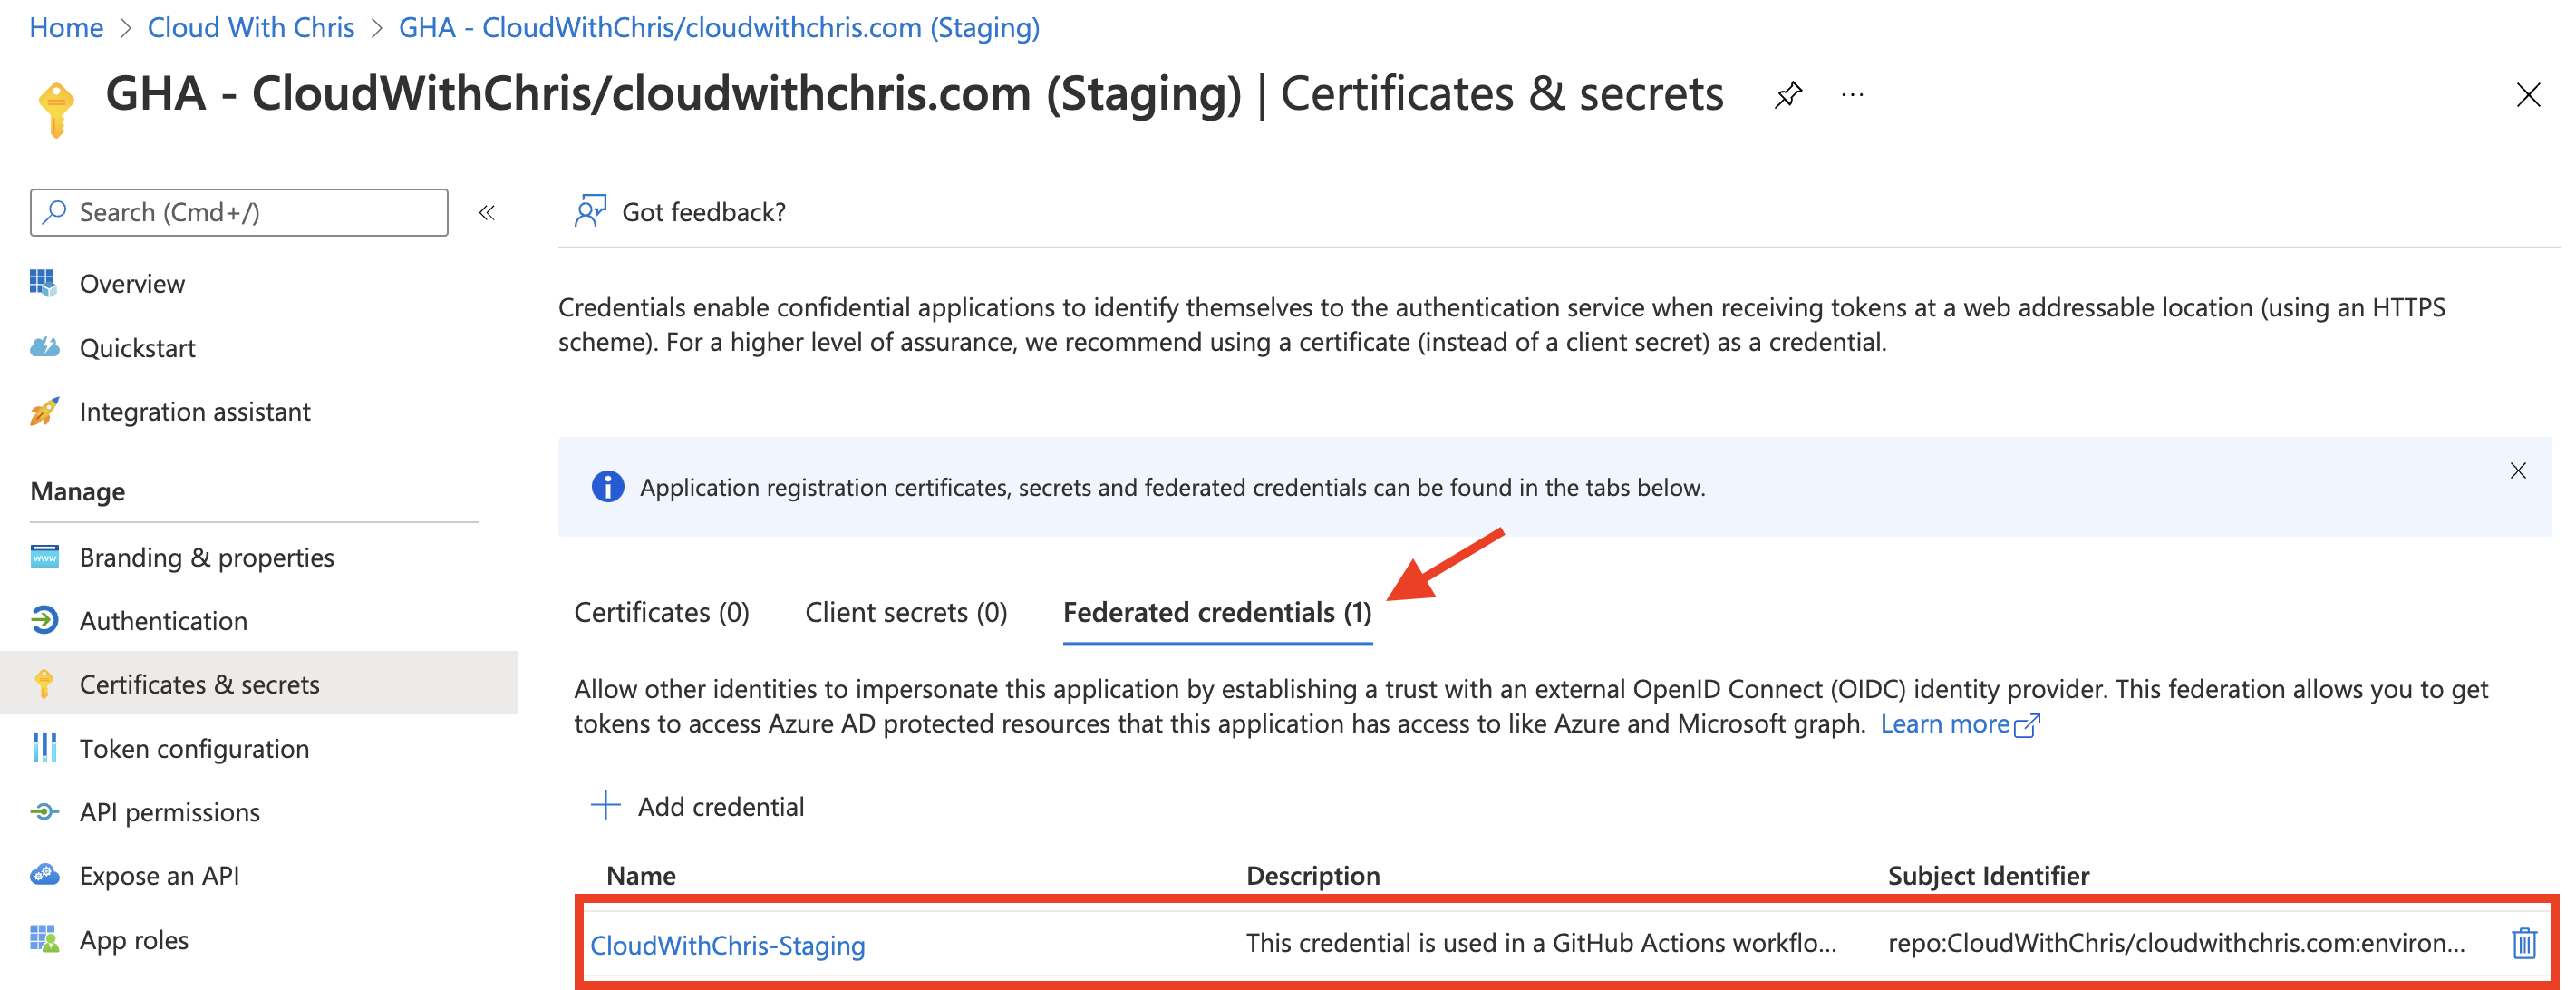 Home > Cloud With Chris > GHA - CloudWithChris/cloudwithchris.com (Staging)
GHA - CloudWithChris/cloudwithchris.com (Staging) | Certificates & secrets
Search (Cmd+/)
Overview
Quickstart
Integration assistant
Manage
Branding & properties
Authentication
Certificates & secrets
Token configuration
API permissions
Expose an API
App roles
Got feedback?
Credentials enable confidential applications to identify themselves to the authentication service when receiving tokens at a web addressable location (using an HTTPS
scheme). For a higher level of assurance, we recommend using a certificate (instead of a client secret) as a credential.
Application registration certificates, secrets and federated credentials can be found in the tabs below.
Certificates (0) Client secrets (0) Federated credentials (1)
Allow other identities to impersonate this application by establishing a trust with an external OpenID Connect (OIDC) identity provider. This federation allows you to get
tokens to access Azure AD protected resources that this application has access to like Azure and Microsoft graph. Learn more
Add credential
Name Description Subject Identifier
CloudWithChris-Staging This credential is used in a GitHub Actions workflo... repo:CloudWithChris/cloudwithchris.com:environ...